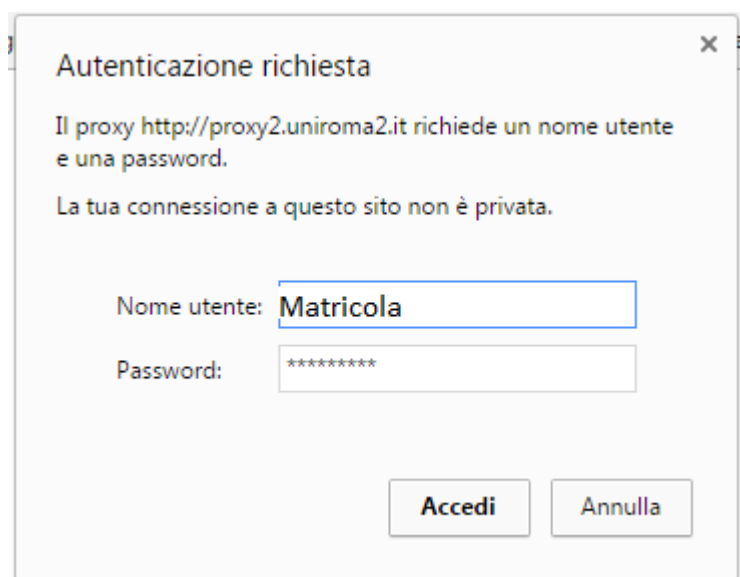 Autenticazione richiesta
Il proxy http://proxy2.uniroma2.it richiede un nome utente
e una password.
La tua connessione a questo sito non è privata.
Nome utente: Matricola
Password: *********
Accedi Annulla